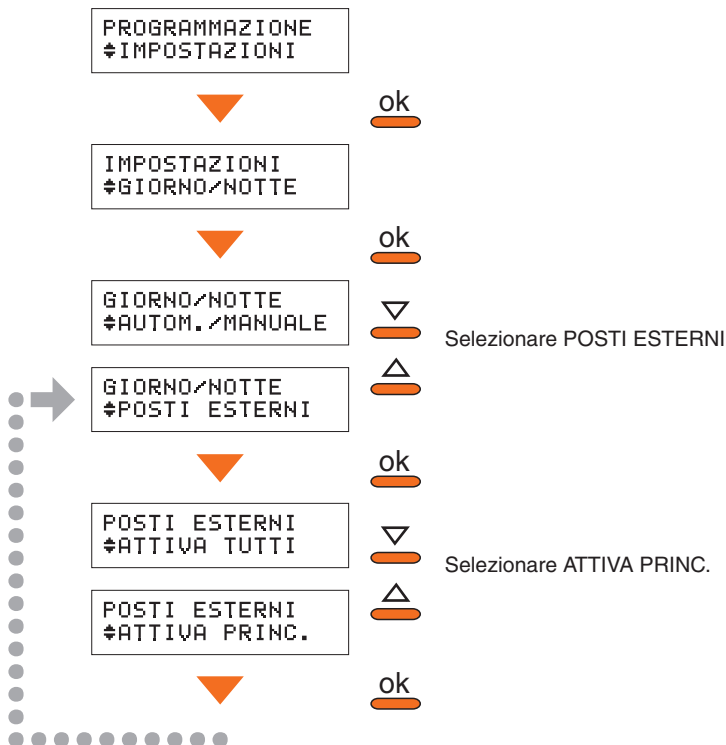 PROGRAMMAZIONE
IMPOSTAZIONI
ok
IMPOSTAZIONI
GIORNO/NOTTE
ok
GIORNO/NOTTE
AUTOM./MANUALE
Selezionare POSTI ESTERNI
GIORNO/NOTTE
POSTI ESTERNI
ok
POSTI ESTERNI
ATTIVA TUTTI
Selezionare ATTIVA PRINC.
POSTI ESTERNI
ATTIVA PRINC.
ok